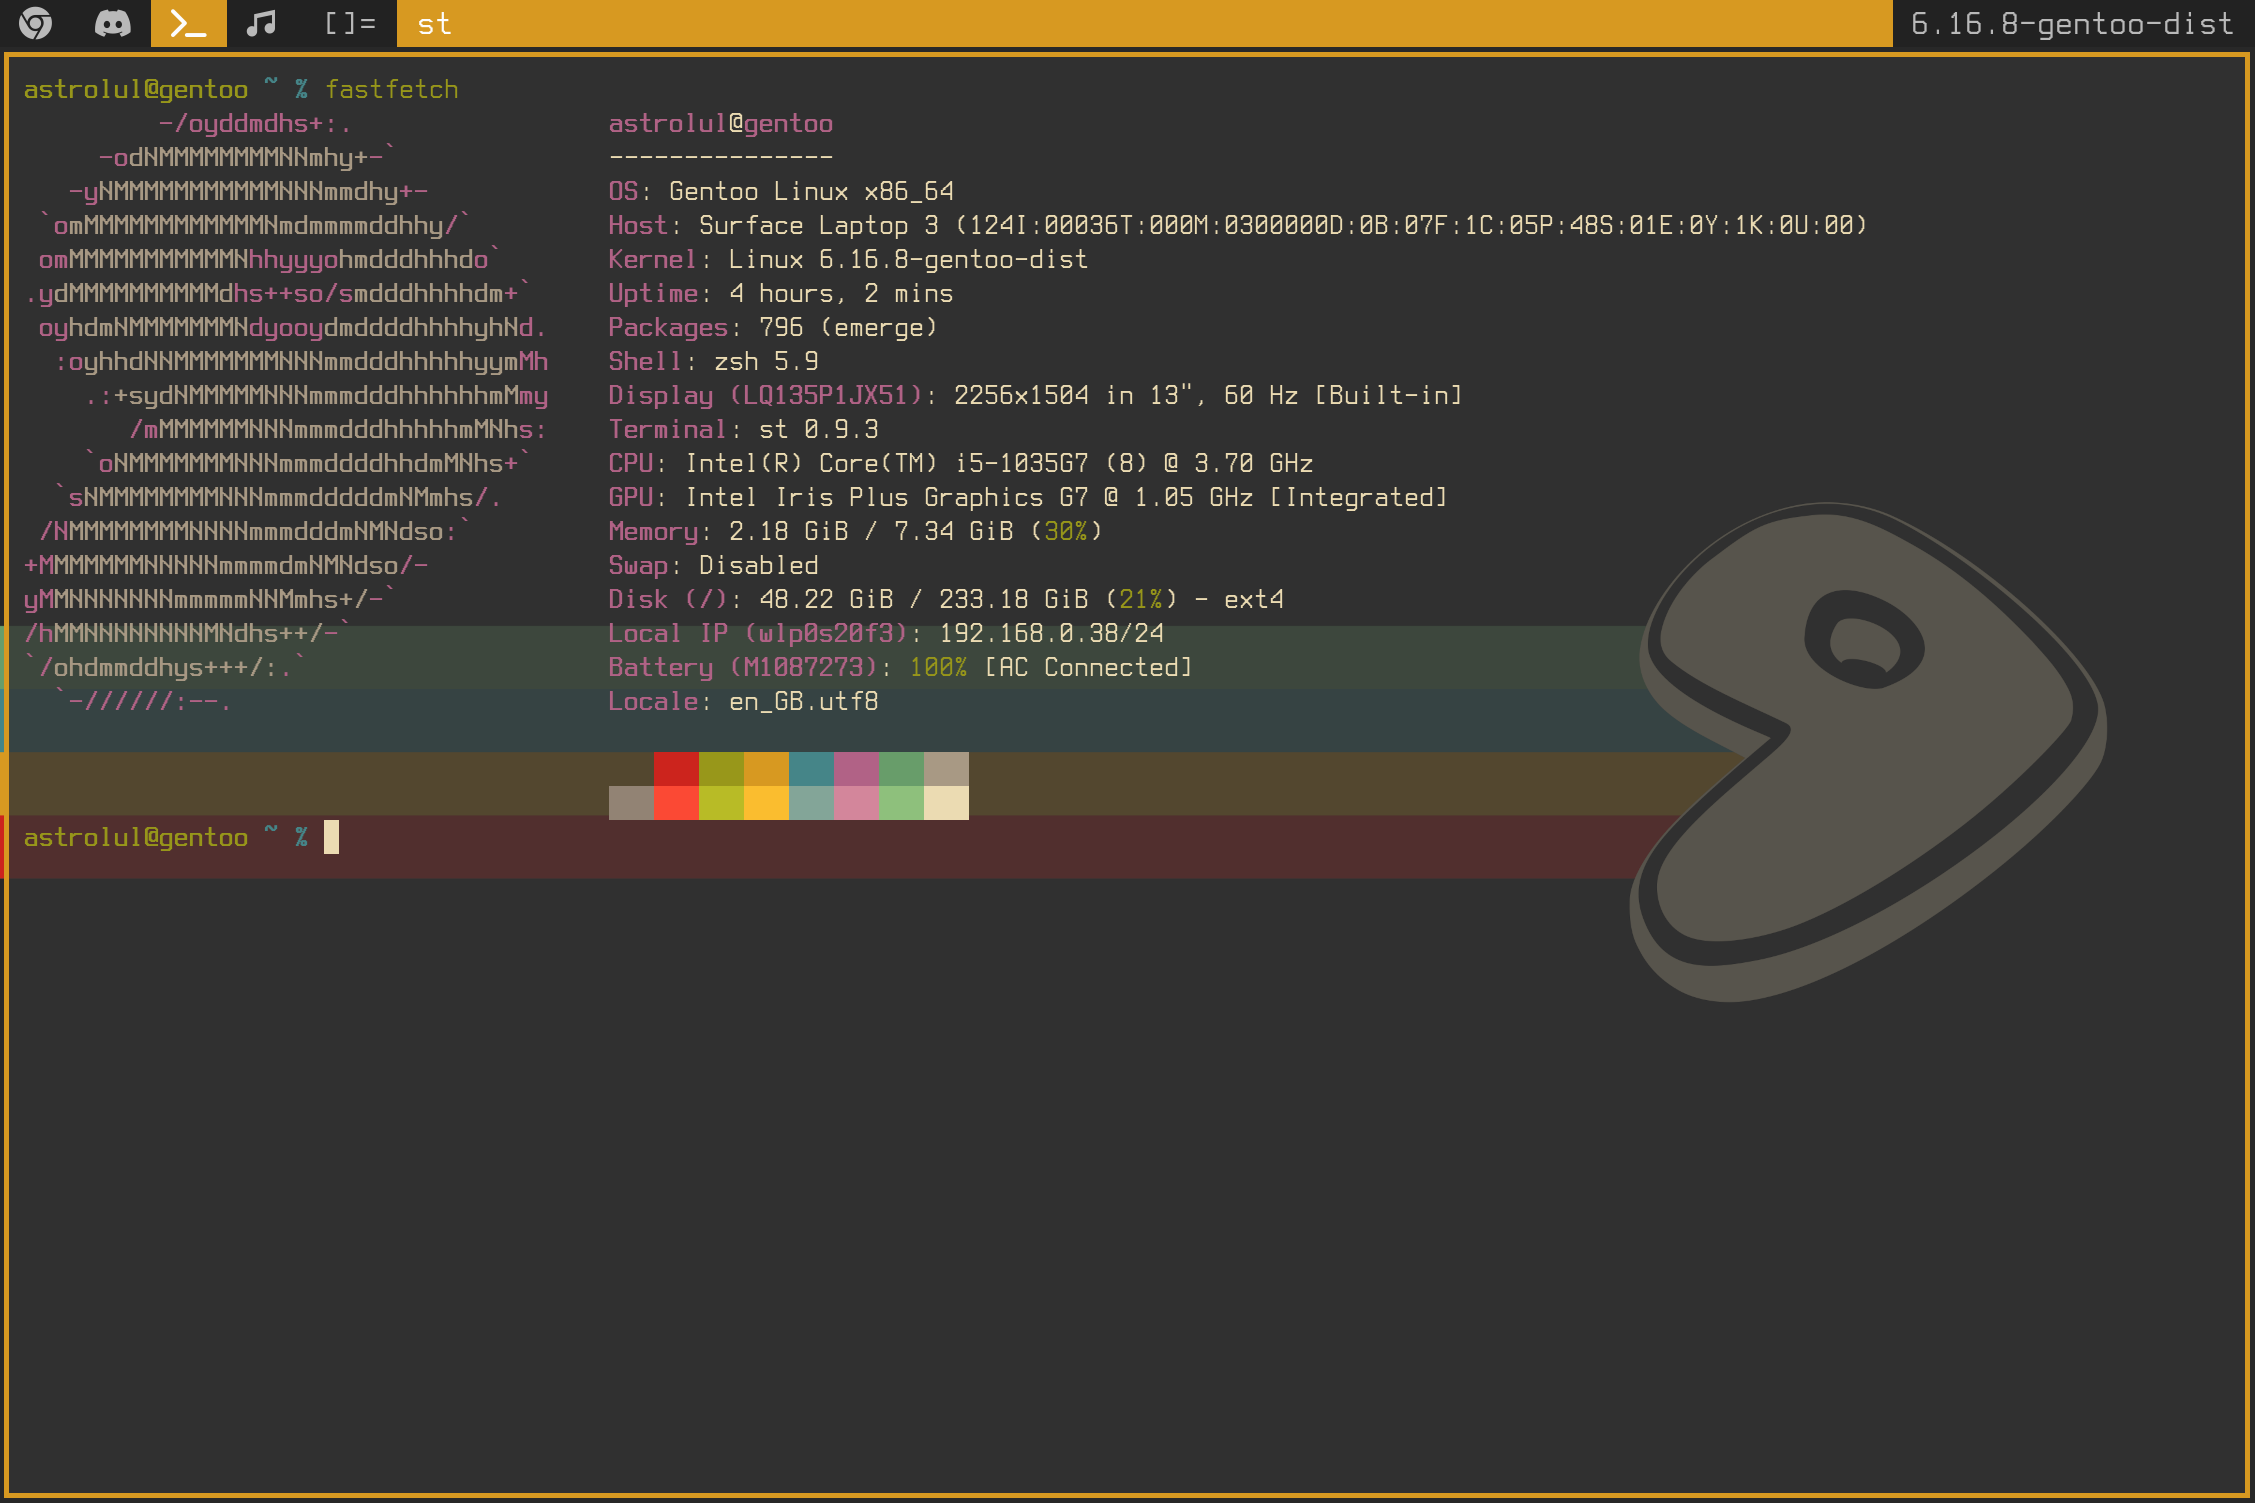 []= st 6.16.8-gentoo-dist
astrolul@gentoo ~ % fastfetch
         -/oyddmdhs+:.                 astrolul@gentoo
     -odNMMMMMMMMNNmhy+-`              ---------------
   -yNMMMMMMMMMMMNNNmmdhy+-            OS: Gentoo Linux x86_64
 `omMMMMMMMMMMMMNmdmmmmddhhy/`         Host: Surface Laptop 3 (124I:00036T:000M:0300000D:0B:07F:1C:05P:48S:01E:0Y:1K:0U:00)
 omMMMMMMMMMMMNhhyyyohmdddhhhdo`       Kernel: Linux 6.16.8-gentoo-dist
.ydMMMMMMMMMMdhs++so/smdddhhhhdm+`     Uptime: 4 hours, 2 mins
 oyhdmNMMMMMMMNdyooydmddddhhhhyhNd.    Packages: 796 (emerge)
  :oyhhdNNMMMMMMMNNNmmdddhhhhhyymMh    Shell: zsh 5.9
    .:+sydNMMMMMNNNmmmdddhhhhhhmMmy    Display (LQ135P1JX51): 2256x1504 in 13", 60 Hz [Built-in]
       /mMMMMMMNNNmmmdddhhhhhmMNhs:    Terminal: st 0.9.3
    `oNMMMMMMMNNNmmmddddhhdmMNhs+`     CPU: Intel(R) Core(TM) i5-1035G7 (8) @ 3.70 GHz
  `sNMMMMMMMMNNNmmmdddddmNMmhs/.       GPU: Intel Iris Plus Graphics G7 @ 1.05 GHz [Integrated]
 /NMMMMMMMMNNNNmmmdddmNMNdso:`         Memory: 2.18 GiB / 7.34 GiB (30%)
+MMMMMMMNNNNNmmmmdmNMNdso/-            Swap: Disabled
yMMNNNNNNNmmmmmNNMmhs+/-`              Disk (/): 48.22 GiB / 233.18 GiB (21%) - ext4
/hMMNNNNNNNNMNdhs++/-`                 Local IP (wlp0s20f3): 192.168.0.38/24
`/ohdmmddhys+++/:.`                    Battery (M1087273): 100% [AC Connected]
  `-//////:--.                         Locale: en_GB.utf8
astrolul@gentoo ~ %